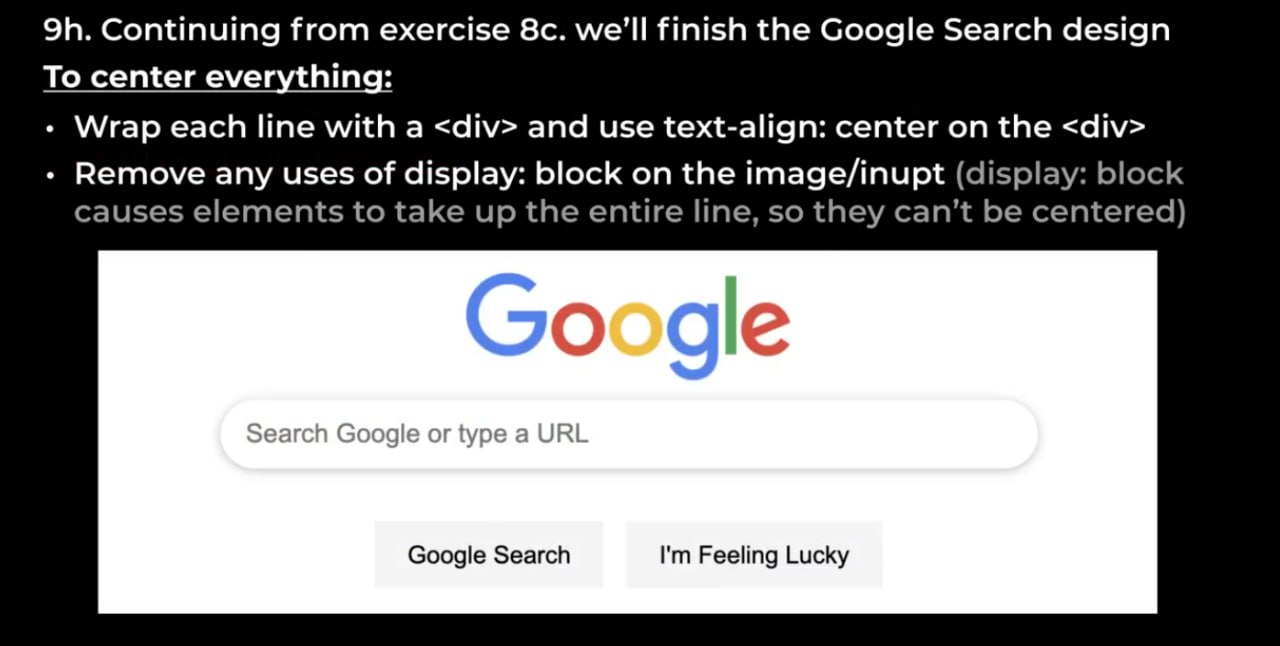 9h. Continuing from exercise 8c. we’ll finish the Google Search design
To center everything:
• Wrap each line with a <div> and use text-align: center on the <div>
• Remove any uses of display: block on the image/inupt (display: block
causes elements to take up the entire line, so they can’t be centered)
Google
Search Google or type a URL
Google Search
I'm Feeling Lucky